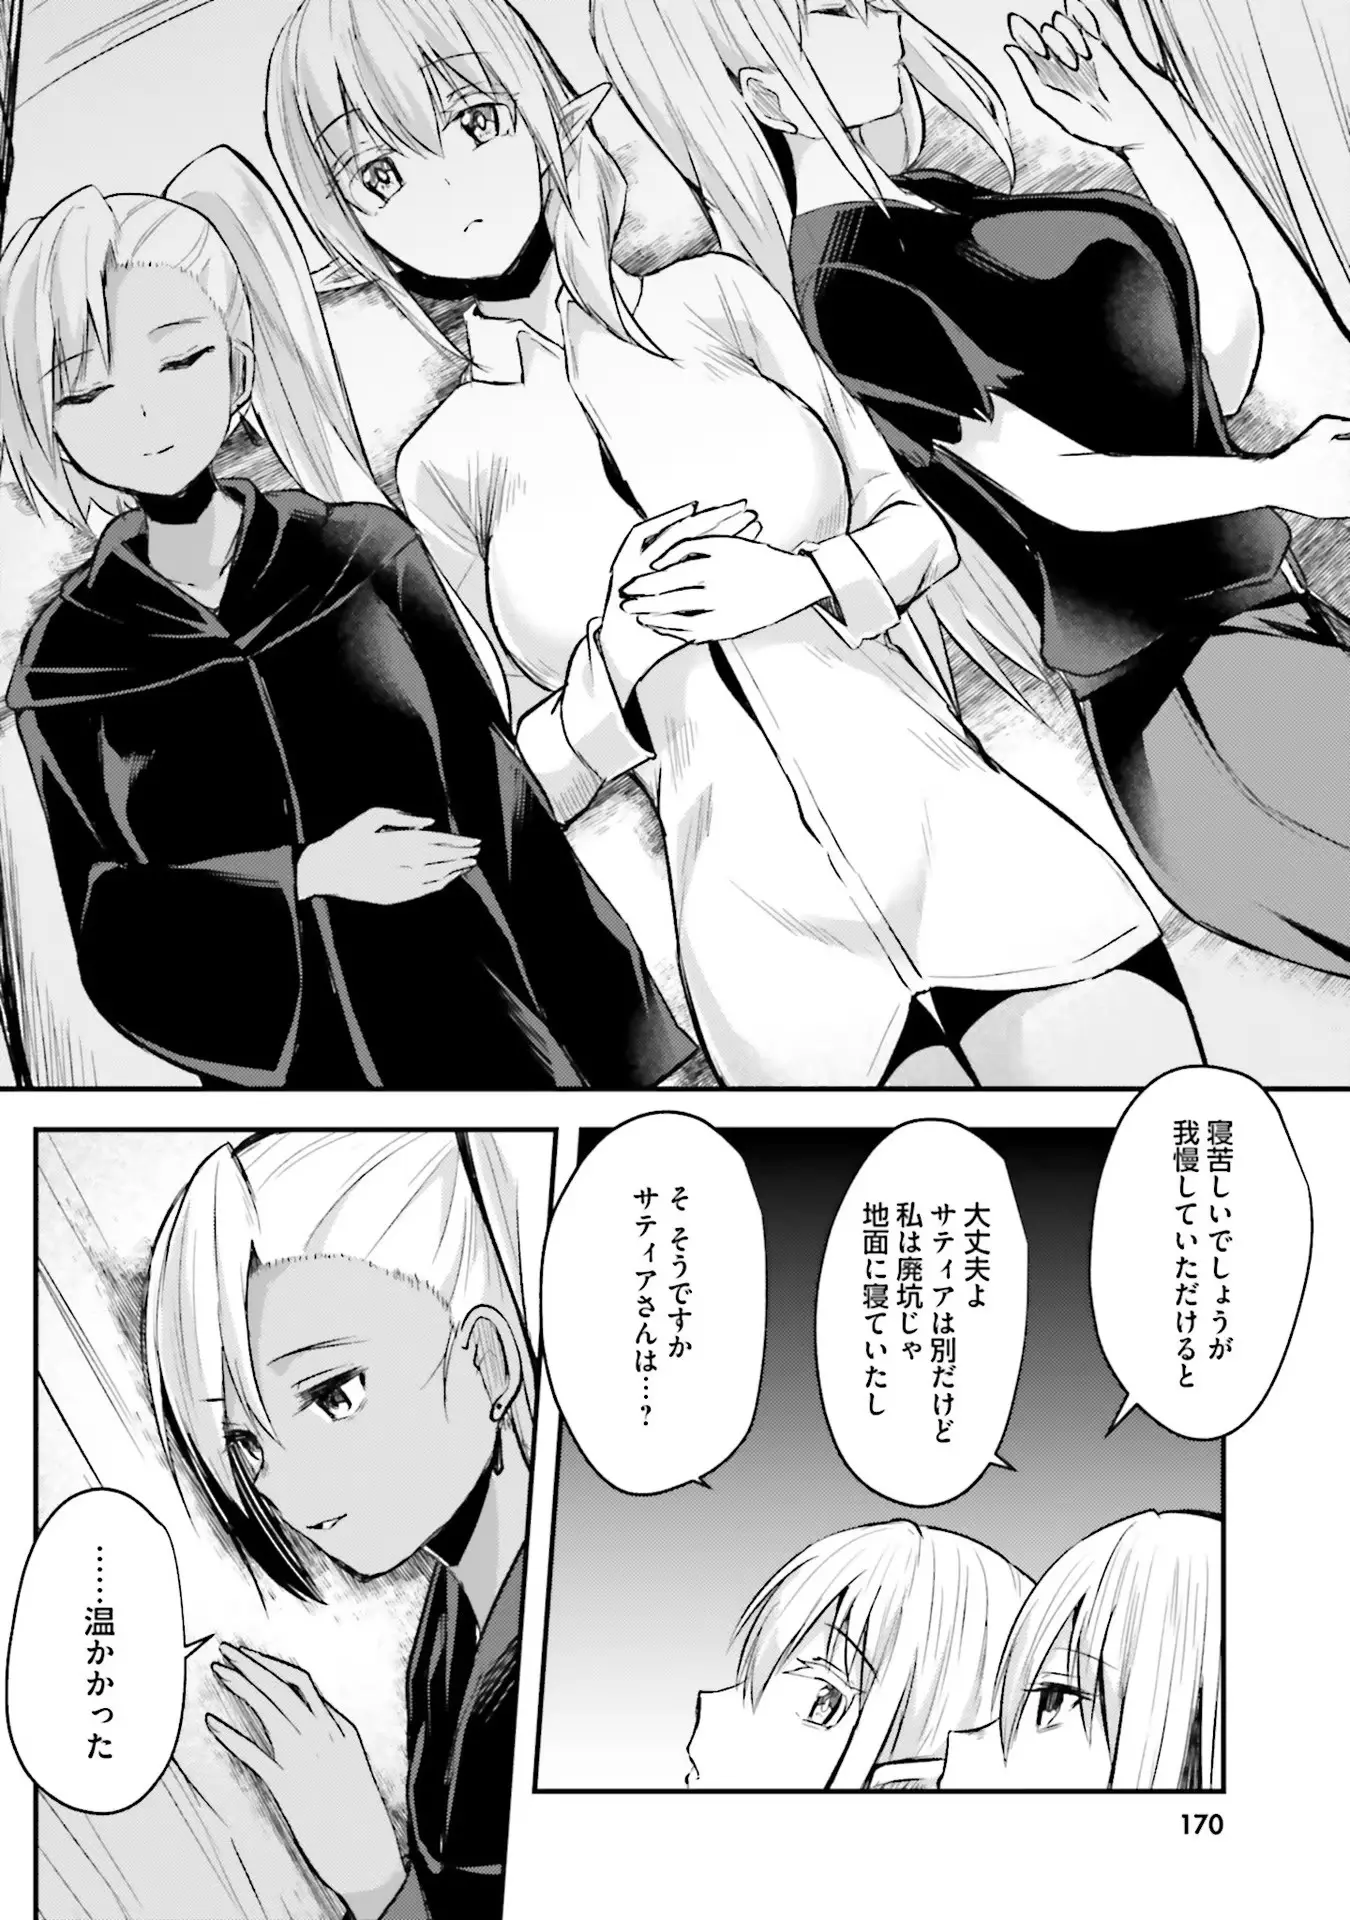 寝苦しいでしょうが
我慢していただけると
大丈夫よ
サティアは別だけど
私は廃坑じゃ
地面に寝ていたし
そ そうですか
サティアさんは…?
……温かかった
170